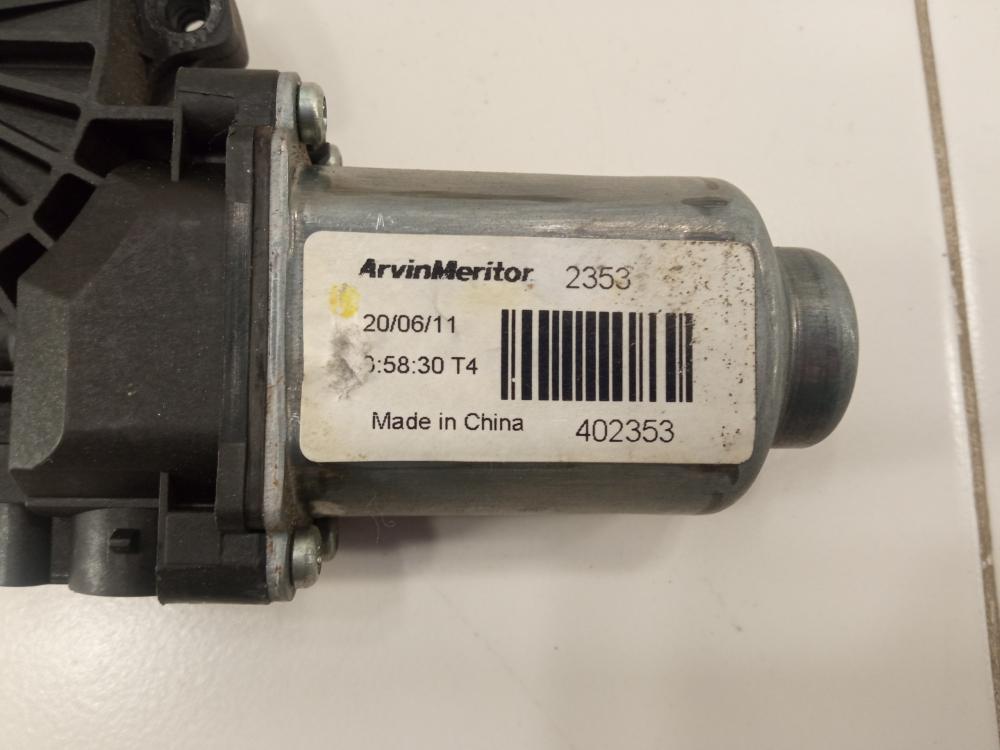 ArvinMeritor 2353
20/06/11
:58:30 T4
Made in China 402353